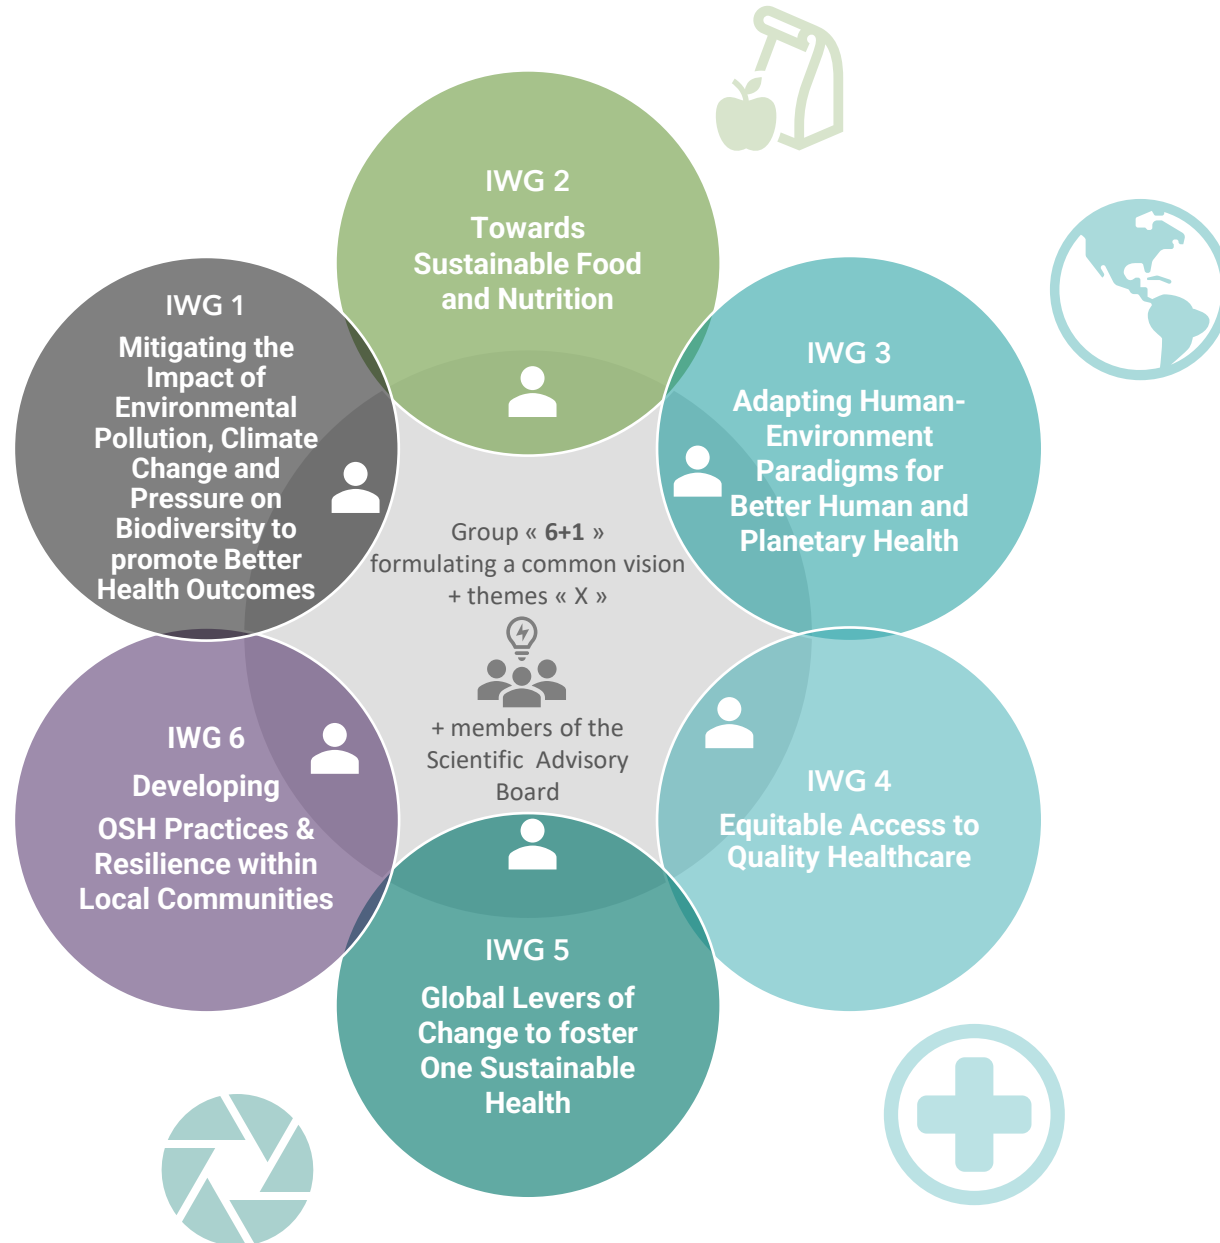 IWG 2
Towards
Sustainable Food
and Nutrition
IWG 1
Mitigating the
Impact of
Environmental
Pollution, Climate
Change and
Pressure on
Biodiversity to
promote Better
Health Outcomes
IWG 3
Adapting Human-
Environment
Paradigms for
Better Human and
Planetary Health
Group « 6+1 »
formulating a common vision
+ themes « X »
+ members of the
Scientific Advisory
Board
IWG 6
Developing
OSH Practices &
Resilience within
Local Communities
IWG 4
Equitable Access to
Quality Healthcare
IWG 5
Global Levers of
Change to foster
One Sustainable
Health